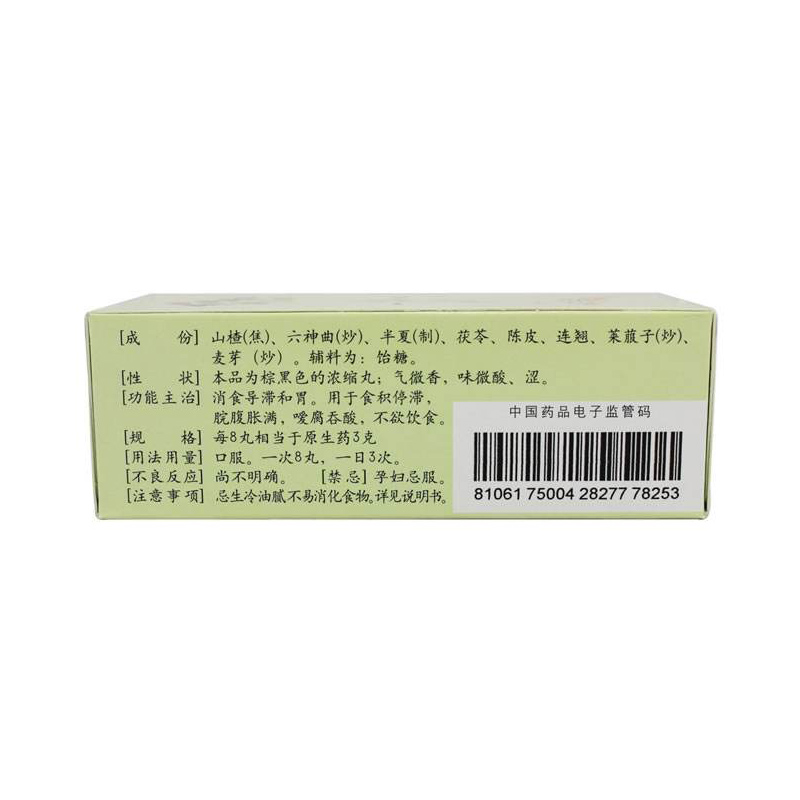 [成　　份] 山楂(焦)、六神曲(炒)、半夏(制)、茯苓、陈皮、连翘、莱菔子(炒)、
麦芽（炒）。辅料为：饴糖。
[性　　状] 本品为棕黑色的浓缩丸；气微香，味微酸、涩。
[功能主治] 消食导滞和胃。用于食积停滞，
脘腹胀满，嗳腐吞酸，不欲饮食。
[规　　格] 每8丸相当于原生药3克
[用法用量] 口服。一次8丸，一日3次。
[不良反应] 尚不明确。 [禁忌] 孕妇忌服。
[注意事项] 忌生冷油腻不易消化食物。详见说明书。
中国药品电子监管码
81061 75004 28277 78253